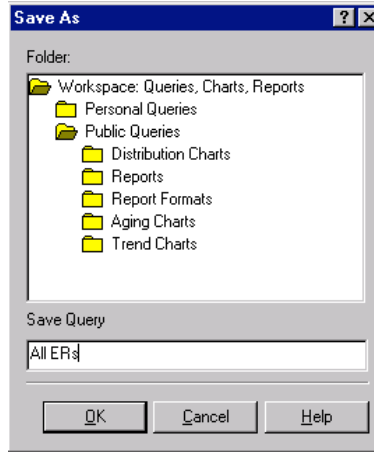 Save As
Folder:
Workspace: Queries, Charts, Reports
Personal Queries
Public Queries
Distribution Charts
Reports
Report Formats
Aging Charts
Trend Charts
Save Query
All ERs
OK Cancel Help